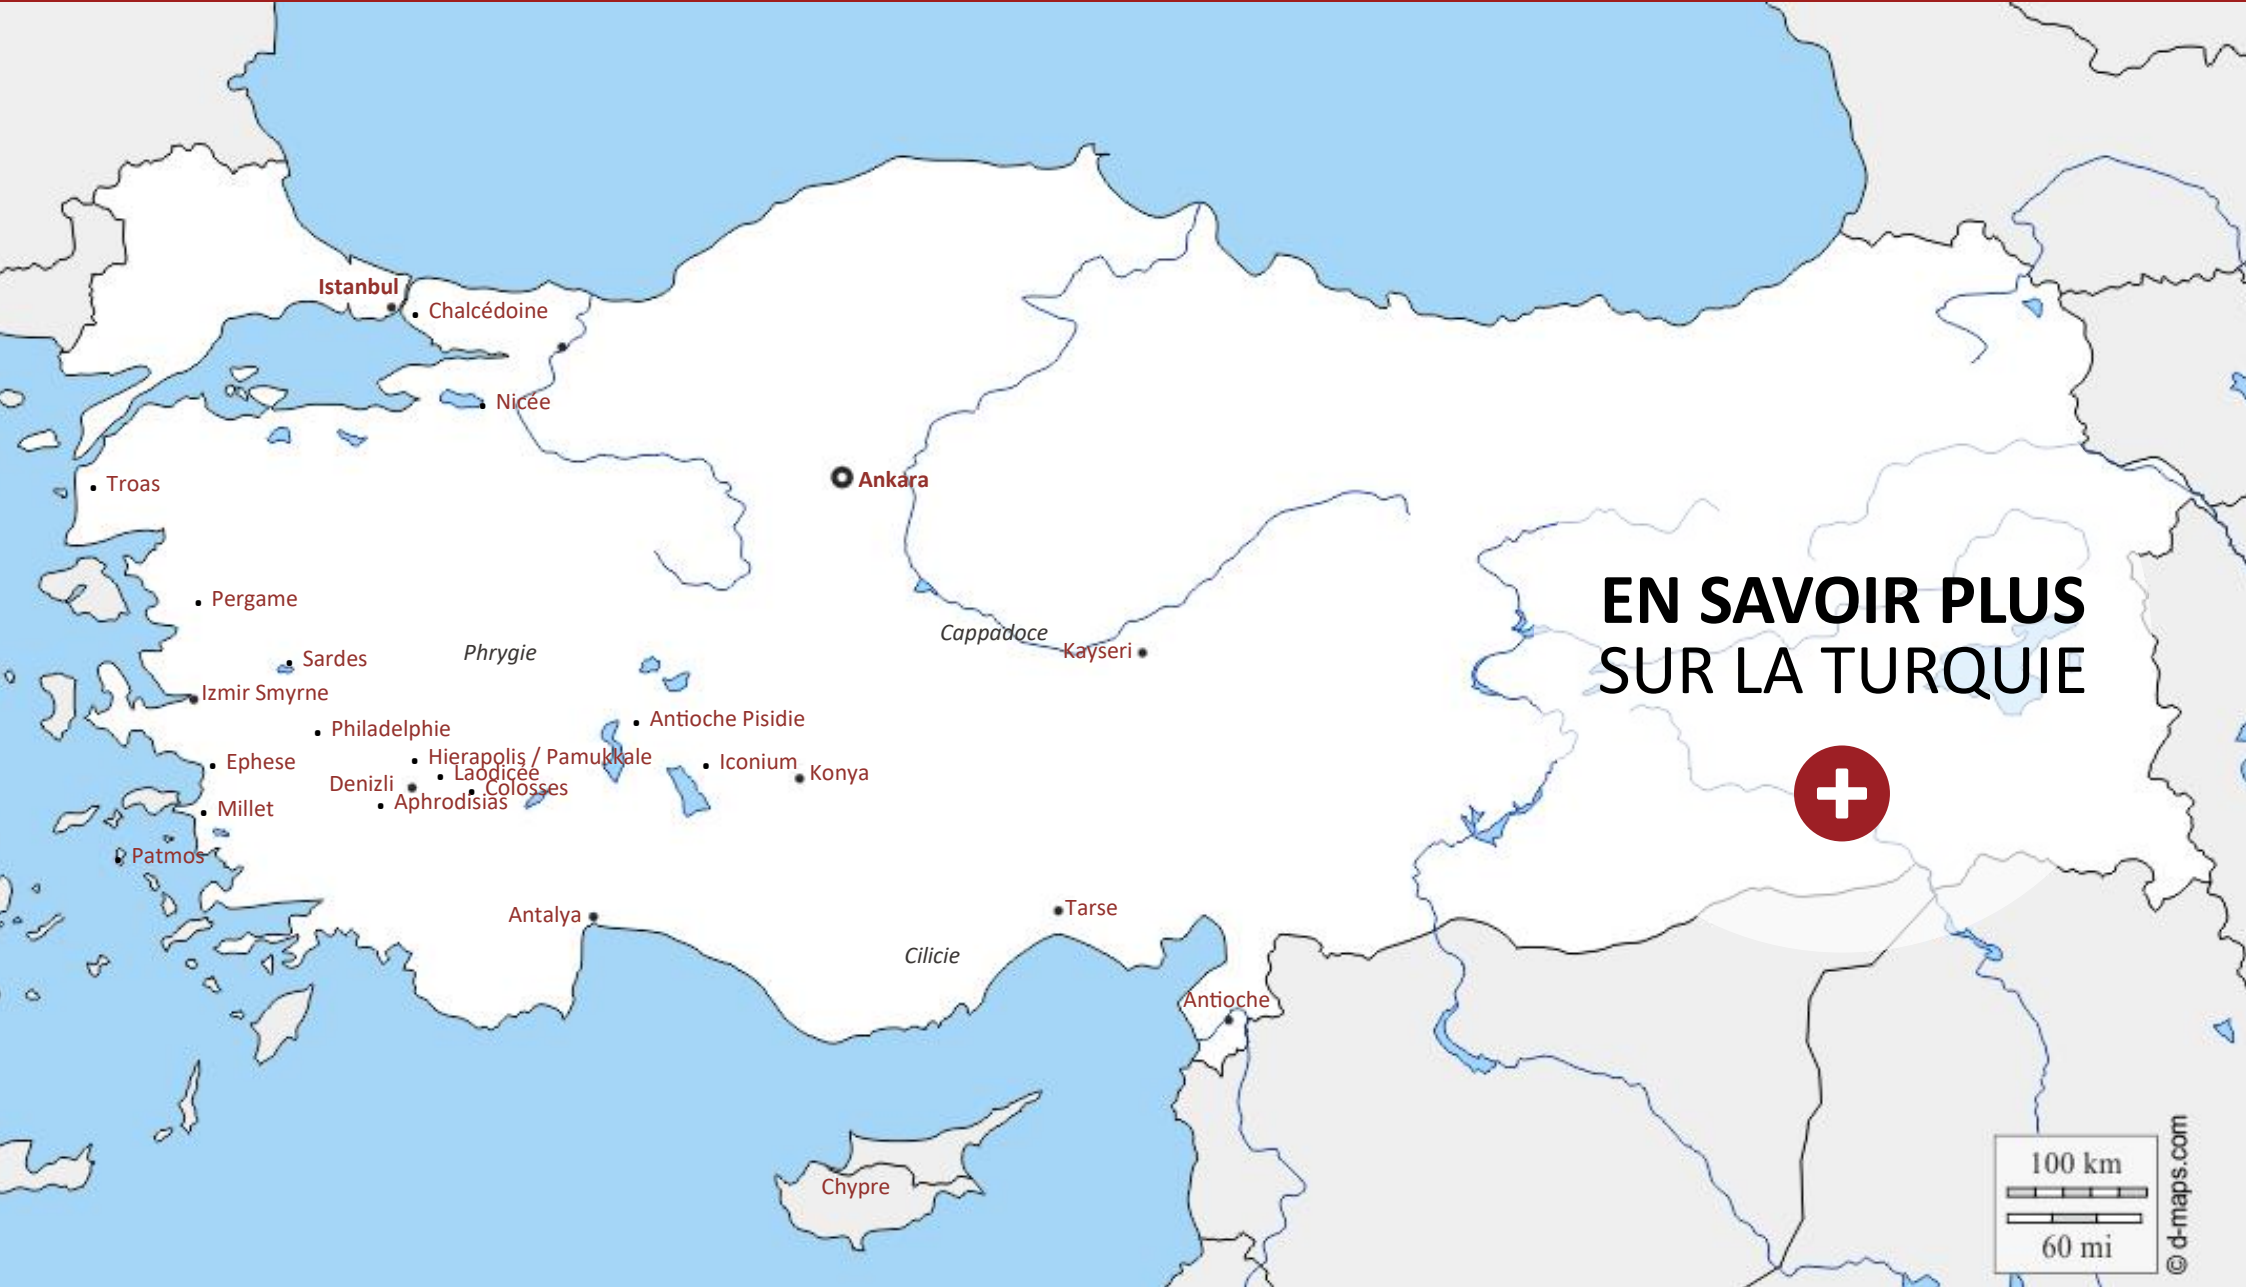 Istanbul
Chalcédoine
Nicée
Ankara
Troas
EN SAVOIR PLUS
SUR LA TURQUIE
Pergame
Cappadoce
Kayseri
Phrygie
Sardes
Izmir Smyrne
Antioche Pisidie
Philadelphie
Hierapolis / Pamukkale
Ephese
Iconium
Laodicée
Konya
Denizli
Colosses
Aphrodisias
Millet
Patmos
Antalya
Tarse
Cilicie
Antioche
Chypre
100 km
60 mi
© d-maps.com